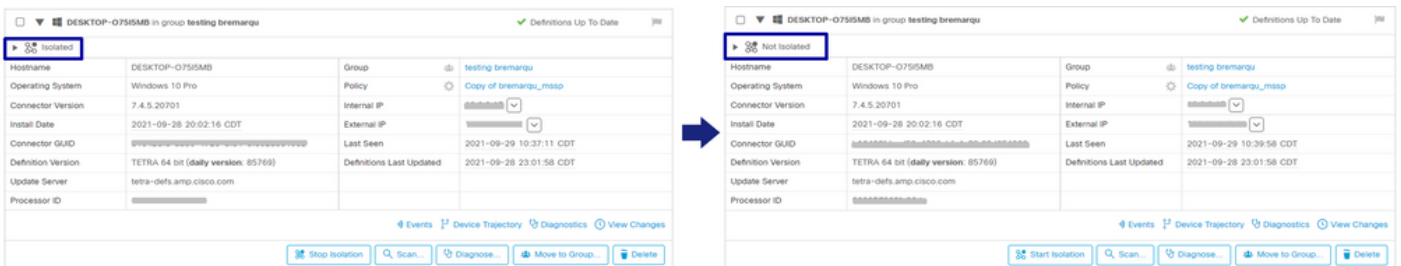 DESKTOP-O75I5MB in group testing bremarqu Definitions Up To Date
Isolated
Hostname DESKTOP-O75I5MB Group testing bremarqu
Operating System Windows 10 Pro Policy Copy of bremarqu_mssp
Connector Version 7.4.5.20701 Internal IP
Install Date 2021-09-28 20:02:16 CDT External IP
Connector GUID Last Seen 2021-09-29 10:37:11 CDT
Definition Version TETRA 64 bit (daily version: 85769) Definitions Last Updated 2021-09-28 23:01:58 CDT
Update Server tetra-defs.amp.cisco.com
Processor ID
Events Device Trajectory Diagnostics View Changes
Stop Isolation Scan... Diagnose... Move to Group... Delete
DESKTOP-O75I5MB in group testing bremarqu Definitions Up To Date
Not Isolated
Hostname DESKTOP-O75I5MB Group testing bremarqu
Operating System Windows 10 Pro Policy Copy of bremarqu_mssp
Connector Version 7.4.5.20701 Internal IP
Install Date 2021-09-28 20:02:16 CDT External IP
Connector GUID Last Seen 2021-09-29 10:39:58 CDT
Definition Version TETRA 64 bit (daily version: 85769) Definitions Last Updated 2021-09-28 23:01:58 CDT
Update Server tetra-defs.amp.cisco.com
Processor ID
Events Device Trajectory Diagnostics View Changes
Start Isolation Scan... Diagnose... Move to Group... Delete